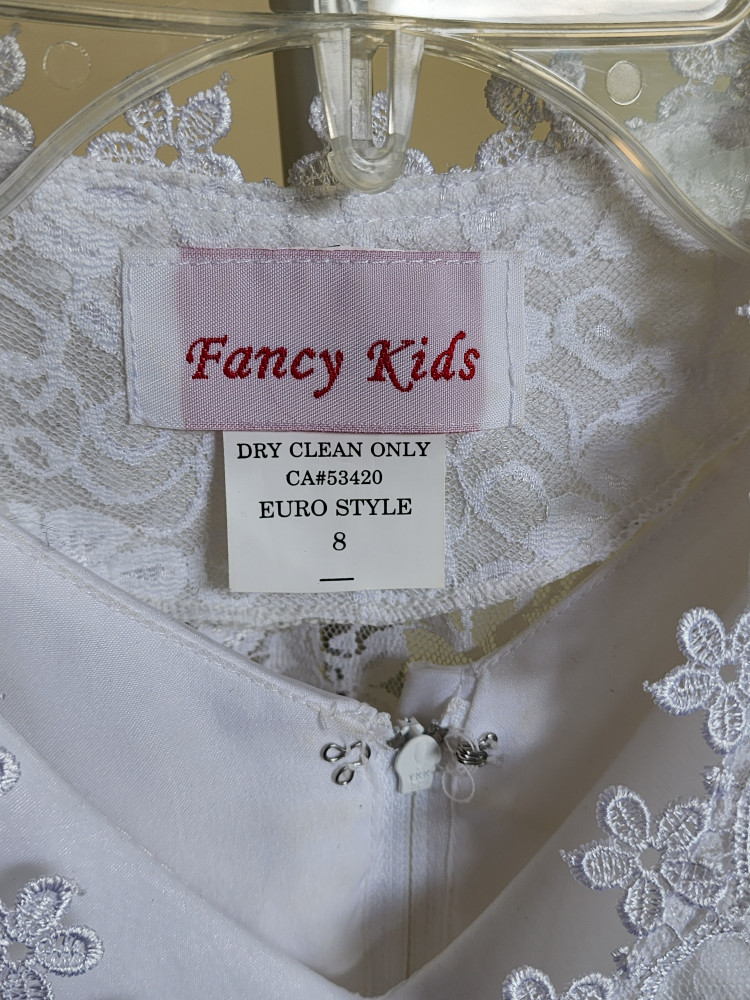 Fancy Kids
DRY CLEAN ONLY
CA#53420
EURO STYLE
8